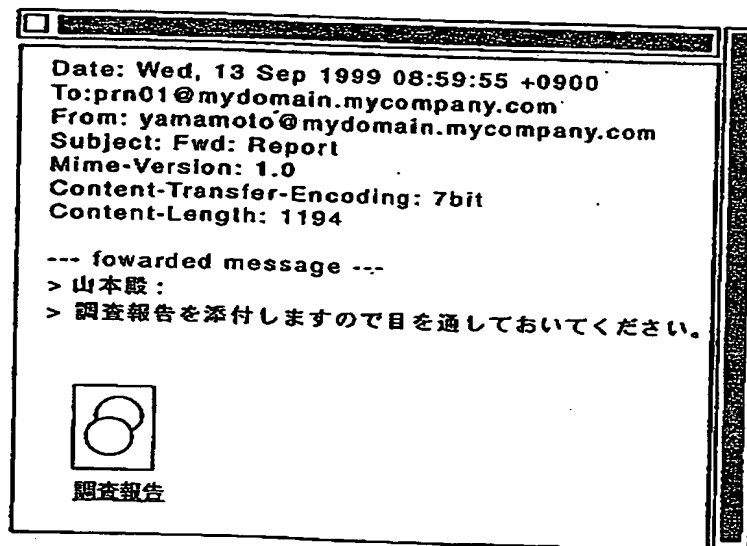 Date: Wed, 13 Sep 1999 08:59:55 +0900
To:prn01@mydomain.mycompany.com
From: yamamoto@mydomain.mycompany.com
Subject: Fwd: Report
Mime-Version: 1.0
Content-Transfer-Encoding: 7bit
Content-Length: 1194
--- fowarded message ---
> 山本殿：
> 調査報告を添付しますので目を通しておいてください。
調査報告